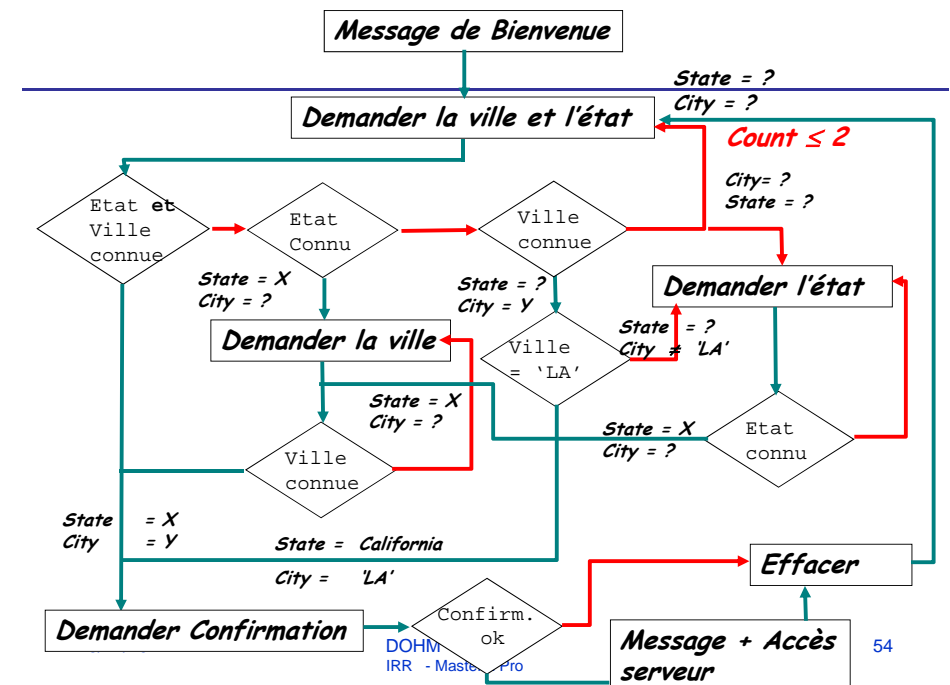 Message de Bienvenue
State = ?
City = ?
Demander la ville et l'état
Count ≤ 2
City= ?
State = ?
Etat et
Ville
connue
Etat
Connu
Ville
connue
State = X
City = ?
State = ?
City = Y
Demander l'état
Demander la ville
Ville
= ‘LA’
State = ?
City ≠ 'LA'
State = X
City = ?
State = X
City = ?
Etat
connu
Ville
connue
State = X
City = Y
State = California
City = 'LA'
Effacer
Confirm.
ok
Demander Confirmation
Message + Accès
serveur
DOHM
IRR - Master Pro
54